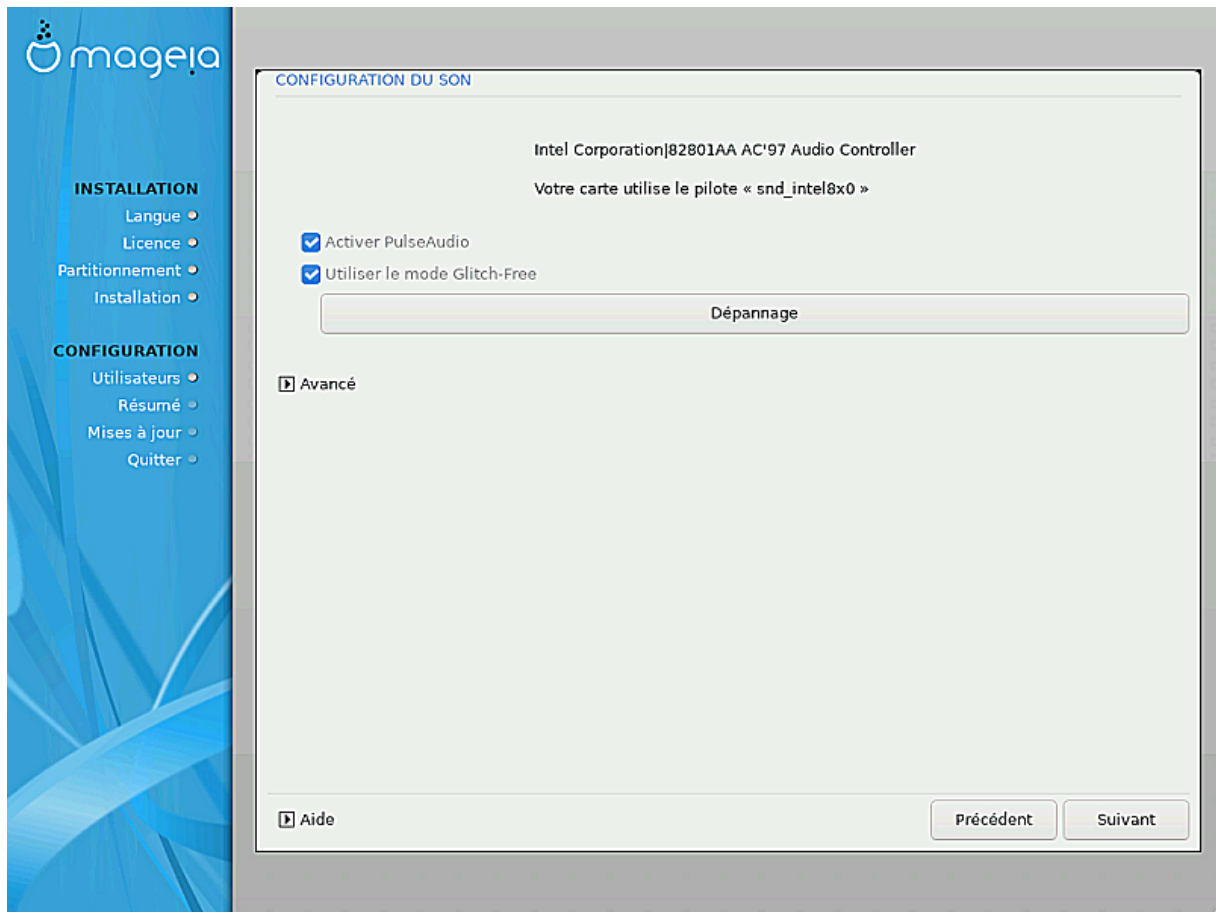 mageia
INSTALLATION
Langue
Licence
Partitionnement
Installation
CONFIGURATION
Utilisateurs
Résumé
Mises à jour
Quitter
CONFIGURATION DU SON
Intel Corporation|82801AA AC'97 Audio Controller
Votre carte utilise le pilote « snd_intel8x0 »
Activer PulseAudio
Utiliser le mode Glitch-Free
Dépannage
Avancé
Aide
Précédent
Suivant